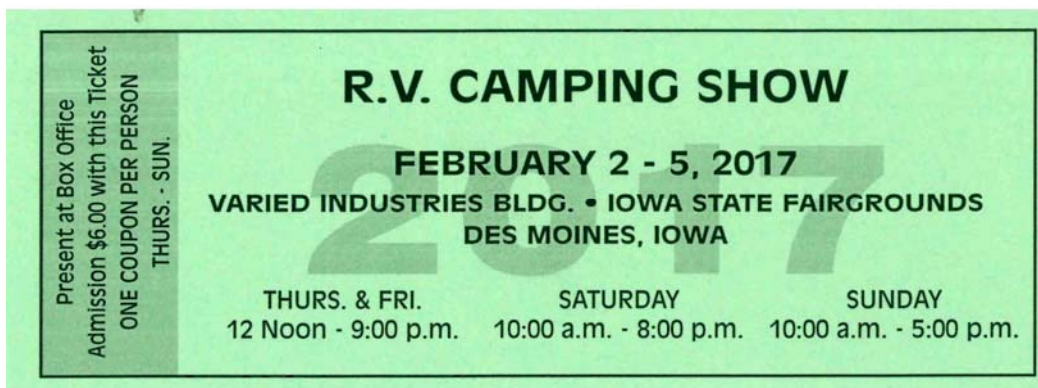 Present at Box Office
Admission $6.00 with this Ticket
ONE COUPON PER PERSON
THURS. - SUN.
R.V. CAMPING SHOW
2017
FEBRUARY 2 - 5, 2017
VARIED INDUSTRIES BLDG. • IOWA STATE FAIRGROUNDS
DES MOINES, IOWA
THURS. & FRI.
12 Noon - 9:00 p.m.
SATURDAY
10:00 a.m. - 8:00 p.m.
SUNDAY
10:00 a.m. - 5:00 p.m.